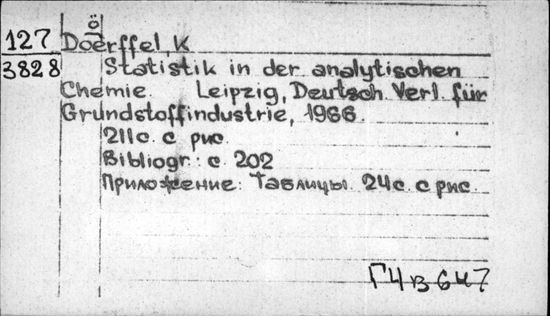 ö
127 Doerffel, K
3828 Statistik in der analytischen
Chemie. Leipzig, Deutsch. Verl. für
Grundstoffindustrie, 1966.
211с. с рис.
Bibliogr.: с. 202
Приложение: Таблицы. 24с. с рис.
Г4в647